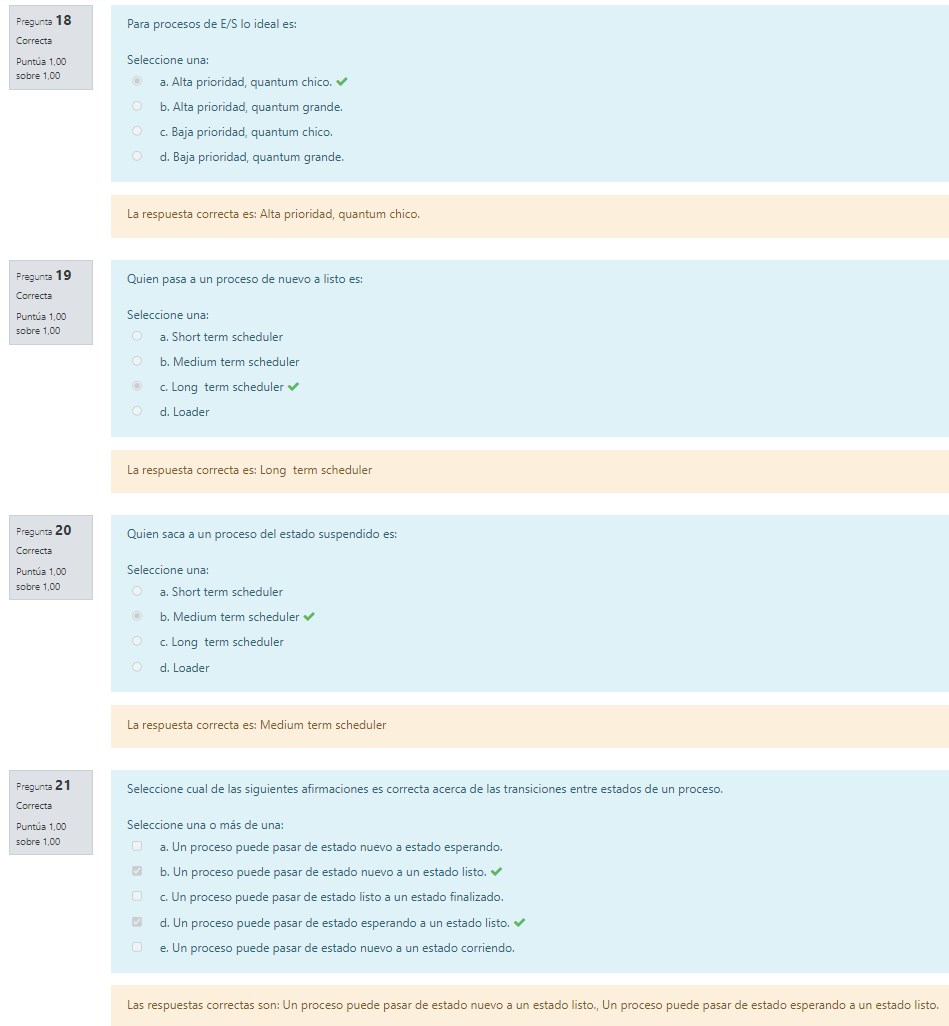 Pregunta 18
Correcta
Puntúa 1,00
sobre 1,00
Para procesos de E/S lo ideal es:
Seleccione una:
a. Alta prioridad, quantum chico.
b. Alta prioridad, quantum grande.
c. Baja prioridad, quantum chico.
d. Baja prioridad, quantum grande.
La respuesta correcta es: Alta prioridad, quantum chico.
Pregunta 19
Correcta
Puntúa 1,00
sobre 1,00
Quien pasa a un proceso de nuevo a listo es:
Seleccione una:
a. Short term scheduler
b. Medium term scheduler
c. Long  term scheduler
d. Loader
La respuesta correcta es: Long  term scheduler
Pregunta 20
Correcta
Puntúa 1,00
sobre 1,00
Quien saca a un proceso del estado suspendido es:
Seleccione una:
a. Short term scheduler
b. Medium term scheduler
c. Long  term scheduler
d. Loader
La respuesta correcta es: Medium term scheduler
Pregunta 21
Correcta
Puntúa 1,00
sobre 1,00
Seleccione cual de las siguientes afirmaciones es correcta acerca de las transiciones entre estados de un proceso.
Seleccione una o más de una:
a. Un proceso puede pasar de estado nuevo a estado esperando.
b. Un proceso puede pasar de estado nuevo a un estado listo.
c. Un proceso puede pasar de estado listo a un estado finalizado.
d. Un proceso puede pasar de estado esperando a un estado listo.
e. Un proceso puede pasar de estado nuevo a un estado corriendo.
Las respuestas correctas son: Un proceso puede pasar de estado nuevo a un estado listo., Un proceso puede pasar de estado esperando a un estado listo.